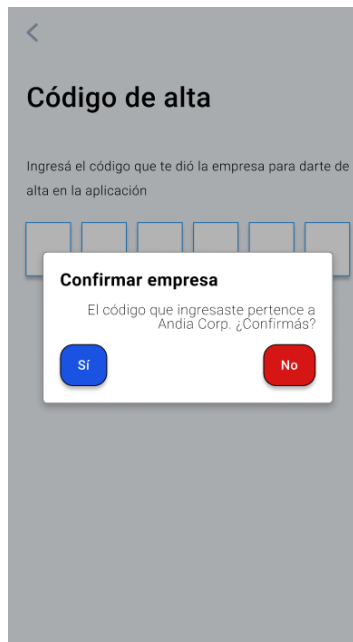 Código de alta
Ingresá el código que te dió la empresa para darte de
alta en la aplicación
Confirmar empresa
El código que ingresaste pertence a
Andia Corp. ¿Confirmás?
Sí
No